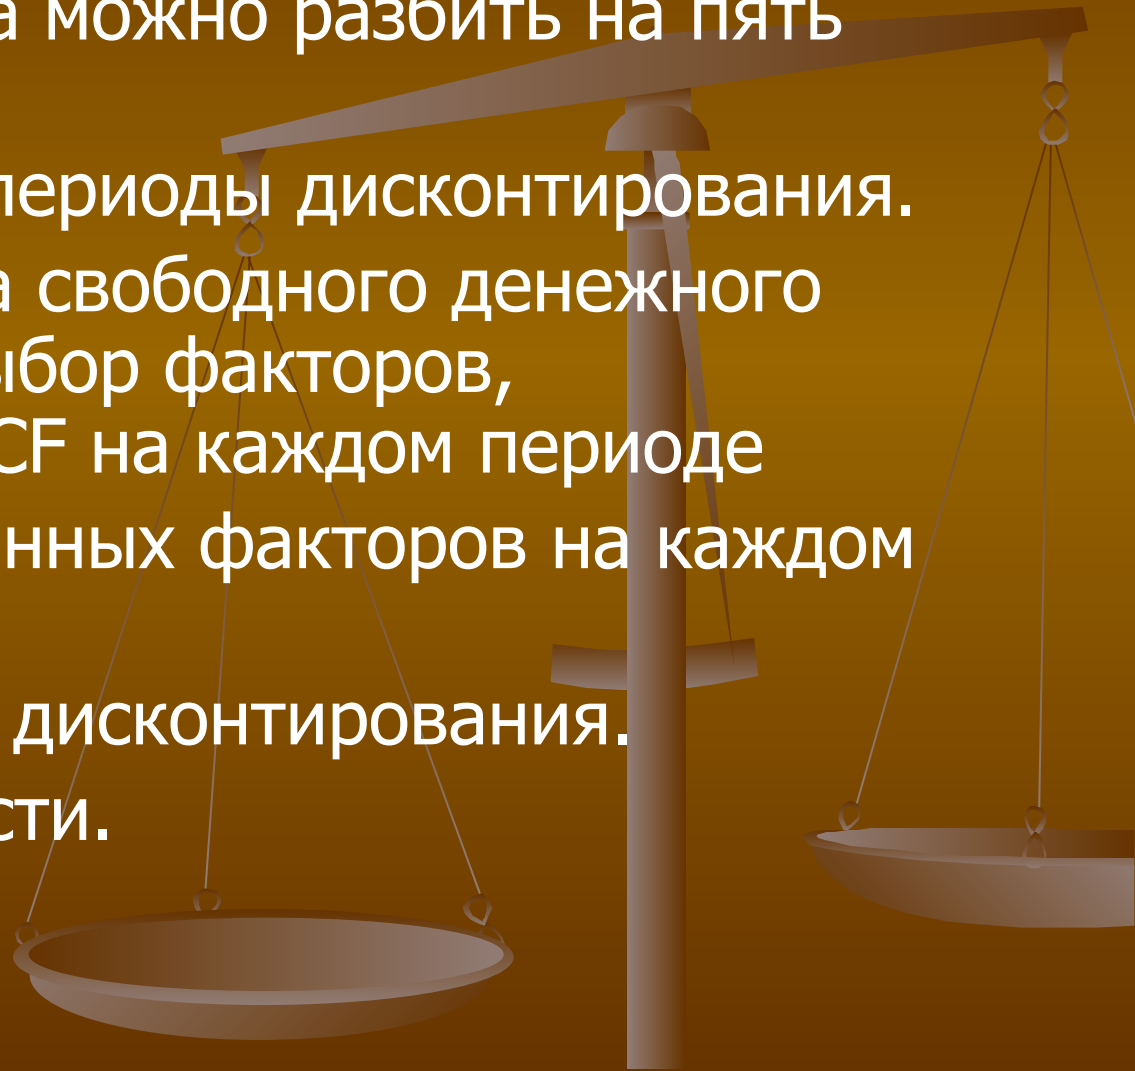 а можно разбить на пять
периоды дисконтирования.
а свободного денежного
ыбор факторов,
CF на каждом периоде
нных факторов на каждом
дисконтирования.
сти.